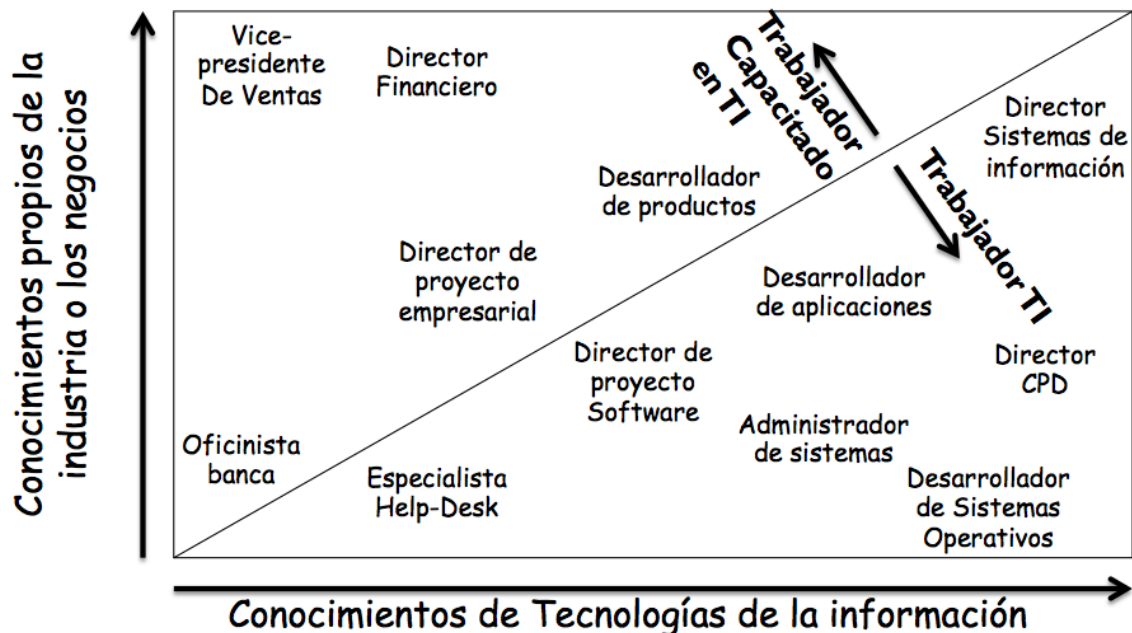 Conocimientos propios de la
industria o los negocios
Vice-
presidente
De Ventas
Director
Financiero
Trabajador
Capacitado
en TI
Director
Sistemas de
información
Desarrollador
de productos
Trabajador TI
Director de
proyecto
empresarial
Desarrollador
de aplicaciones
Director de
proyecto
Software
Director
CPD
Oficinista
banca
Especialista
Help-Desk
Administrador
de sistemas
Desarrollador
de Sistemas
Operativos
Conocimientos de Tecnologías de la información